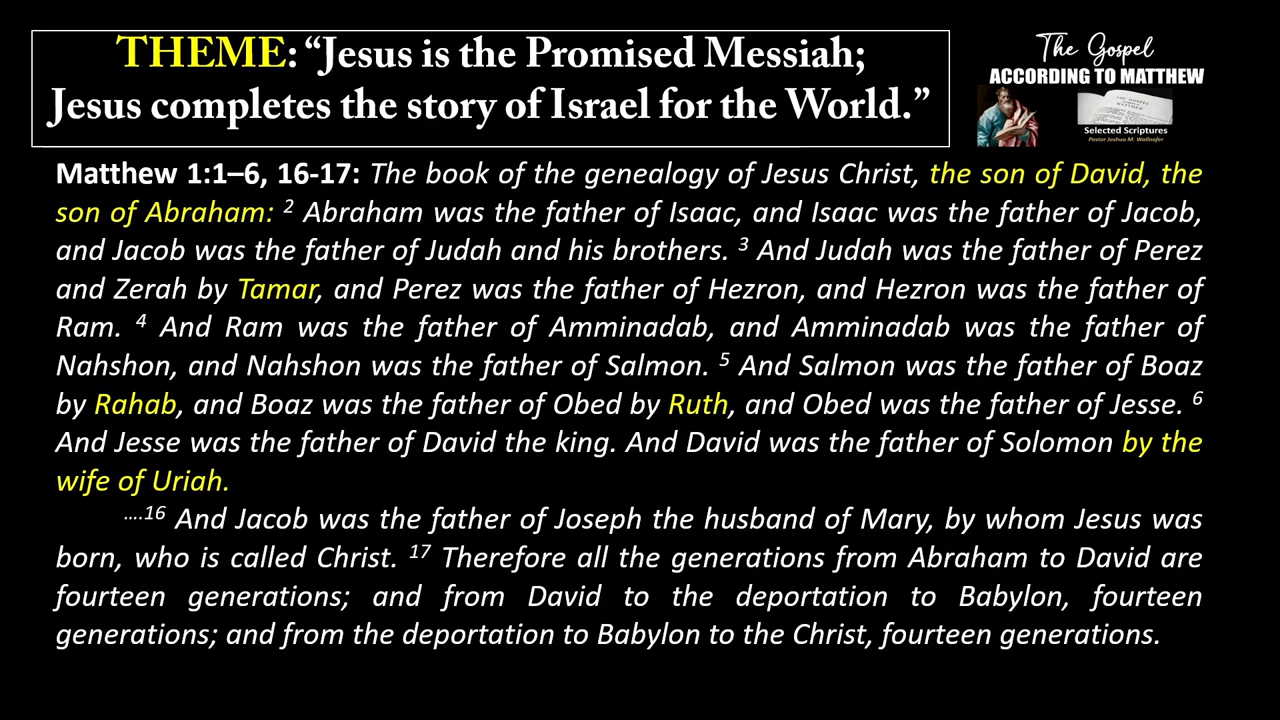 THEME: “Jesus is the Promised Messiah;
Jesus completes the story of Israel for the World.”
The Gospel
ACCORDING TO MATTHEW
Selected Scriptures
Pastor Joshua M. Wallnofer
Matthew 1:1–6, 16-17: The book of the genealogy of Jesus Christ, the son of David, the
son of Abraham: 2 Abraham was the father of Isaac, and Isaac was the father of Jacob,
and Jacob was the father of Judah and his brothers. 3 And Judah was the father of Perez
and Zerah by Tamar, and Perez was the father of Hezron, and Hezron was the father of
Ram. 4 And Ram was the father of Amminadab, and Amminadab was the father of
Nahshon, and Nahshon was the father of Salmon. 5 And Salmon was the father of Boaz
by Rahab, and Boaz was the father of Obed by Ruth, and Obed was the father of Jesse. 6
And Jesse was the father of David the king. And David was the father of Solomon by the
wife of Uriah.
….16 And Jacob was the father of Joseph the husband of Mary, by whom Jesus was
born, who is called Christ. 17 Therefore all the generations from Abraham to David are
fourteen generations; and from David to the deportation to Babylon, fourteen
generations; and from the deportation to Babylon to the Christ, fourteen generations.